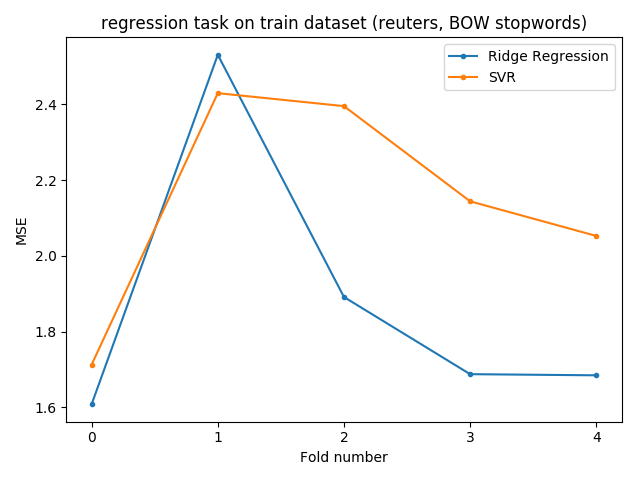 regression task on train dataset (reuters, BOW stopwords)
Ridge Regression
SVR
2.4
2.2
2.0
1.8
1.6
MSE
0 1 2 3 4
Fold number